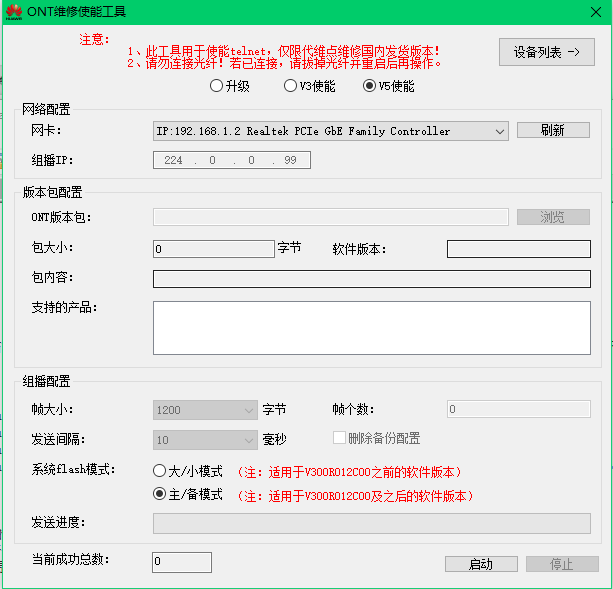 ONT维修使能工具
注意:
1、此工具用于使能telnet，仅限代维点维修国内发货版本!
2、请勿连接光纤! 若已连接，请拔掉光纤并重启后再操作。
设备列表 ->
升级 V3使能 V5使能
网络配置
网卡: IP:192.168.1.2 Realtek PCIe GbE Family Controller 刷新
组播IP: 224 . 0 . 0 . 99
版本包配置
ONT版本包: 浏览
包大小: 0 字节 软件版本:
包内容:
支持的产品:
组播配置
帧大小: 1200 字节 帧个数: 0
发送间隔: 10 毫秒 删除备份配置
系统flash模式: 大/小模式 (注: 适用于V300R012C00之前的软件版本)
主/备模式 (注: 适用于V300R012C00及之后的软件版本)
发送进度:
当前成功总数: 0 启动 停止